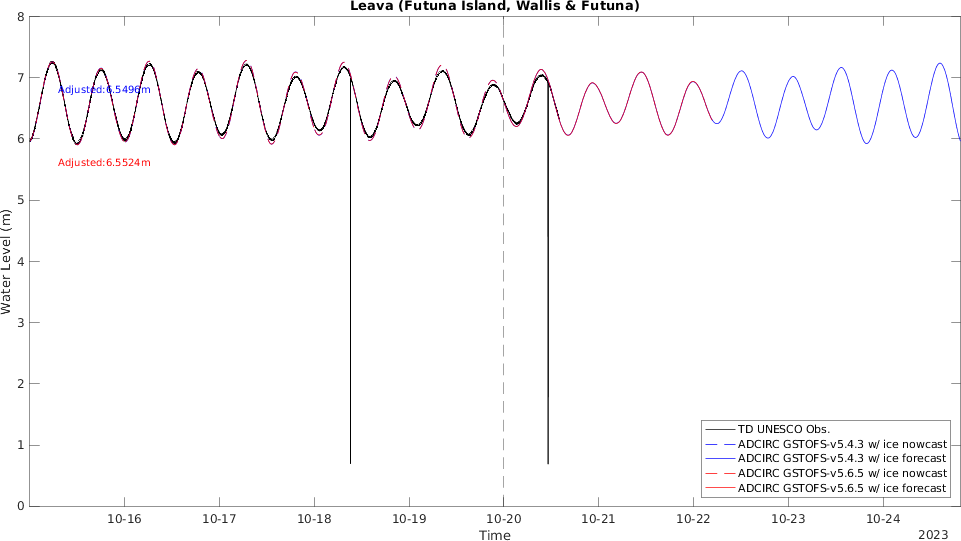 Leava (Futuna Island, Wallis & Futuna)
8
7
6
5
4
3
2
1
0
Water Level (m)
Adjusted:6.5496m
Adjusted:6.5524m
TD UNESCO Obs.
ADCIRC GSTOFS-v5.4.3 w/ ice nowcast
ADCIRC GSTOFS-v5.4.3 w/ ice forecast
ADCIRC GSTOFS-v5.6.5 w/ ice nowcast
ADCIRC GSTOFS-v5.6.5 w/ ice forecast
10-16 10-17 10-18 10-19 10-20 10-21 10-22 10-23 10-24
Time
2023